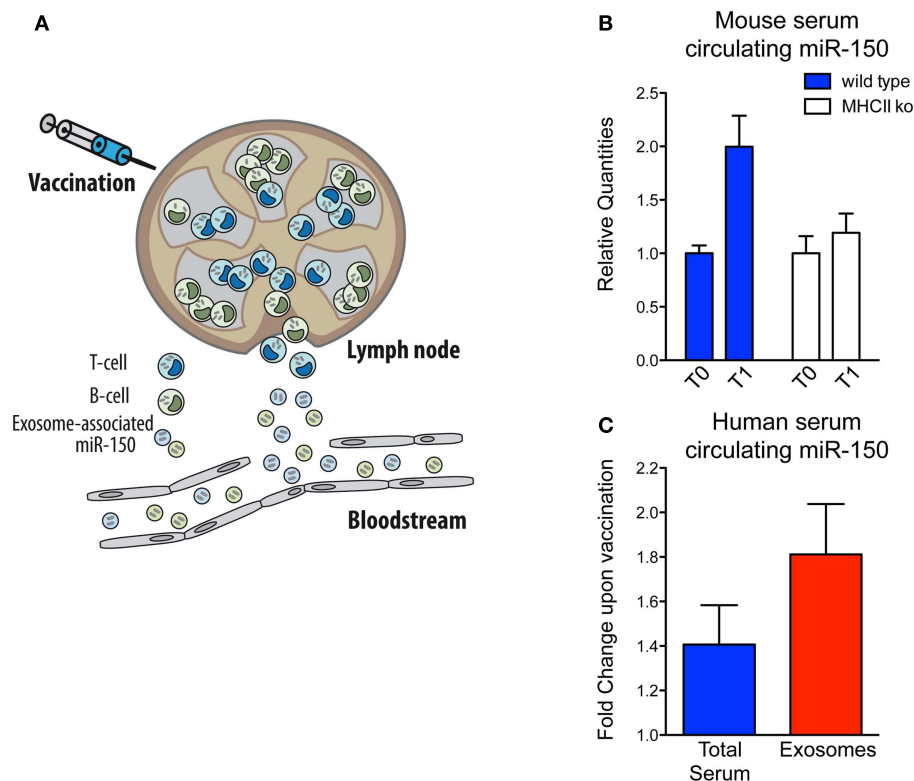 A
Vaccination
Lymph node
T-cell
B-cell
Exosome-associated
miR-150
Bloodstream
B
Mouse serum
circulating miR-150
wild type
MHCII ko
Relative Quantities
2.5
2.0
1.5
1.0
0.5
0.0
T0
T1
T0
T1
C
Human serum
circulating miR-150
Fold Change upon vaccination
2.2
2.0
1.8
1.6
1.4
1.2
1.0
Total
Serum
Exosomes